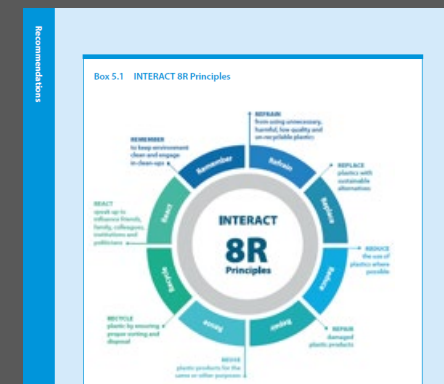 Recommendations
Box 5.1 INTERACT 8R Principles
REFRAIN
from using unnecessary,
harmful, low quality and
un-recyclable plastics
REMEMBER
to keep environment
clean and engage
in clean-ups
Remember
Refrain
REPLACE
plastics with
sustainable
alternatives
REACT
speak up to
influence friends,
family, colleagues,
institutions and
politicians
React
Replace
INTERACT
8R
Principles
REDUCE
the use of
plastics where
possible
Recycle
Reduce
RECYCLE
plastic by ensuring
proper sorting and
disposal
Reuse
Repair
REPAIR
damaged
plastic products
REUSE
plastic products for the
same or other purposes